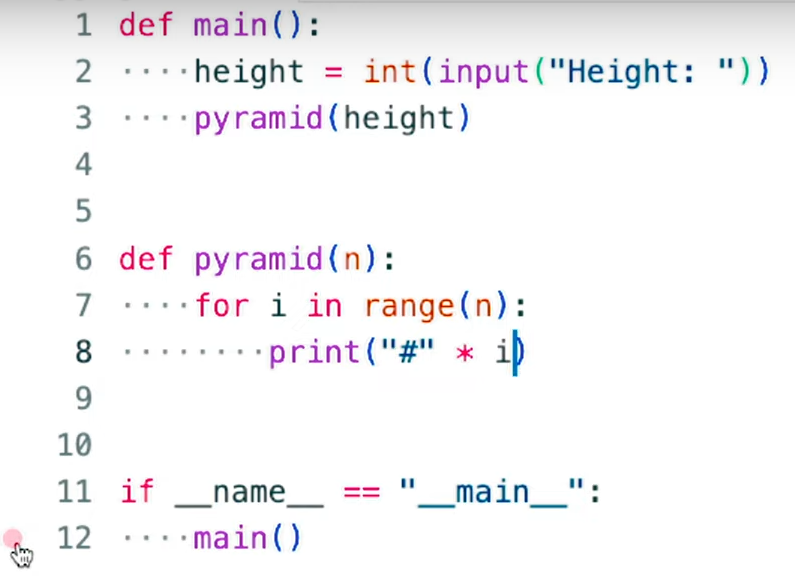 1 def main():
2 ····height = int(input("Height: "))
3 ····pyramid(height)
4
5
6 def pyramid(n):
7 ····for i in range(n):
8 ········print("#" * i)
9
10
11 if __name__ == "__main__":
12 ····main()